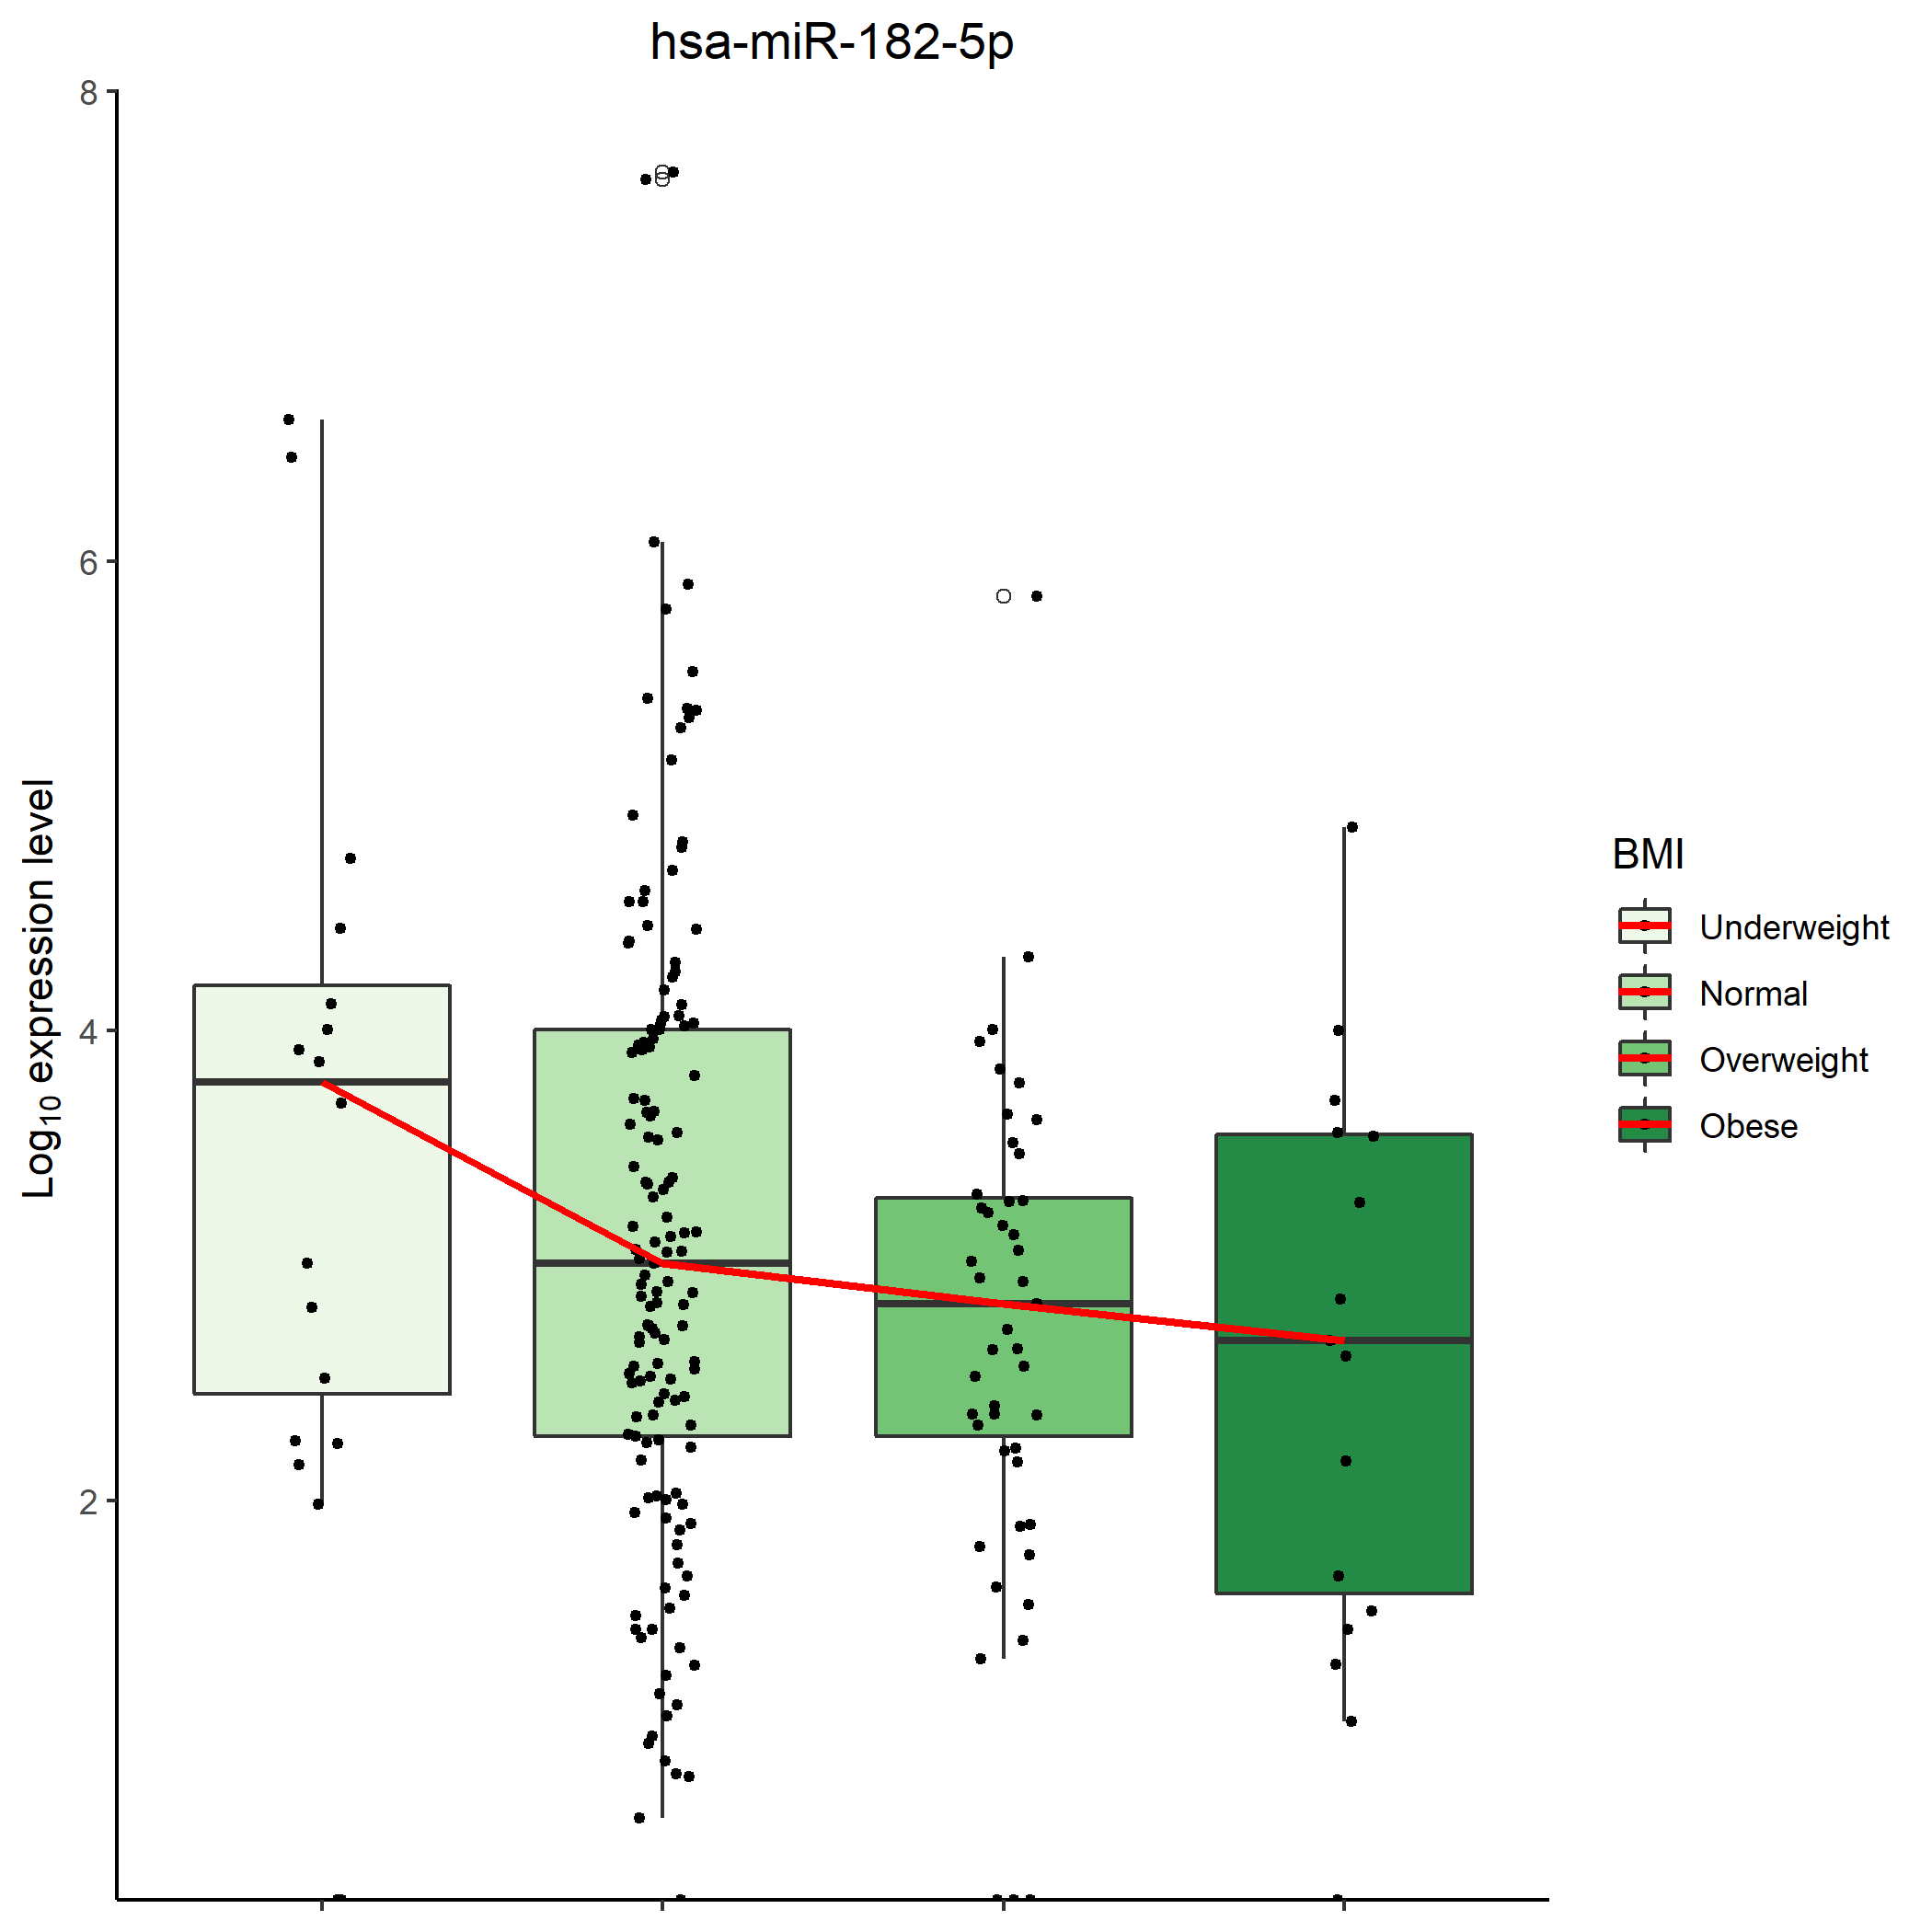 hsa-miR-182-5p
8
6
4
2
Log10 expression level
BMI
Underweight
Normal
Overweight
Obese